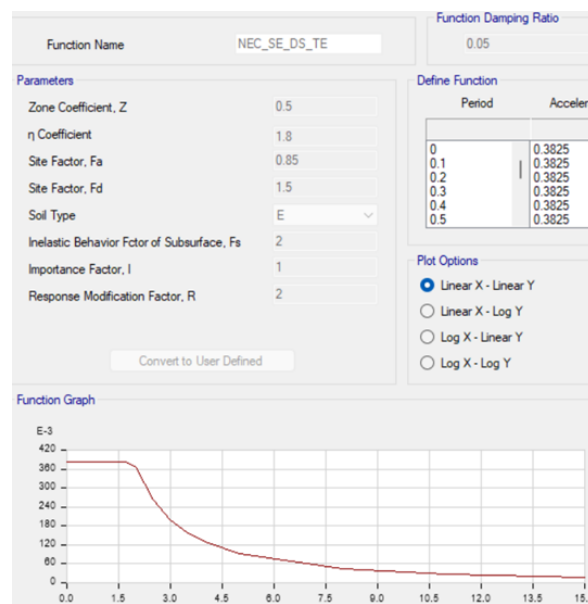 Function Damping Ratio
Function Name NEC_SE_DS_TE 0.05
Parameters
Zone Coefficient, Z 0.5
η Coefficient 1.8
Site Factor, Fa 0.85
Site Factor, Fd 1.5
Soil Type E
Inelastic Behavior Fctor of Subsurface, Fs 2
Importance Factor, I 1
Response Modification Factor, R 2
Convert to User Defined
Define Function
Period Acceler
0 0.3825
0.1 0.3825
0.2 0.3825
0.3 0.3825
0.4 0.3825
0.5 0.3825
Plot Options
Linear X - Linear Y
Linear X - Log Y
Log X - Linear Y
Log X - Log Y
Function Graph
E-3
420
360
300
240
180
120
60
0
0.0 1.5 3.0 4.5 6.0 7.5 9.0 10.5 12.0 13.5 15.